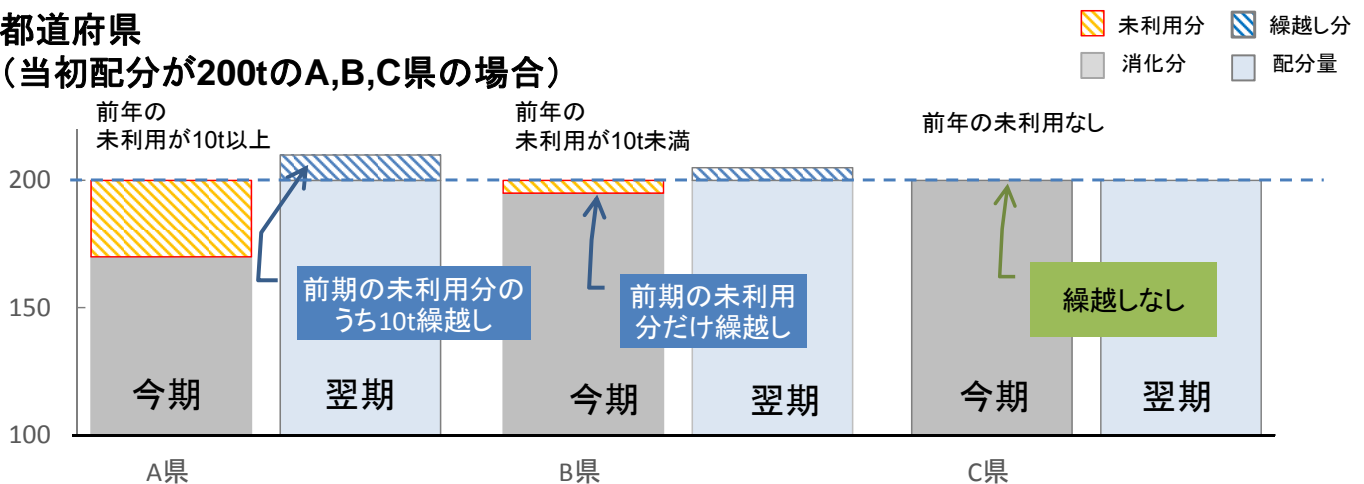 都道府県
（当初配分が200tのA,B,C県の場合）
未利用分
繰越し分
消化分
配分量
前年の
未利用が10t以上
前年の
未利用が10t未満
前年の未利用なし
200
150
100
前期の未利用分の
うち10t繰越し
前期の未利用
分だけ繰越し
繰越しなし
今期
翌期
今期
翌期
今期
翌期
A県
B県
C県